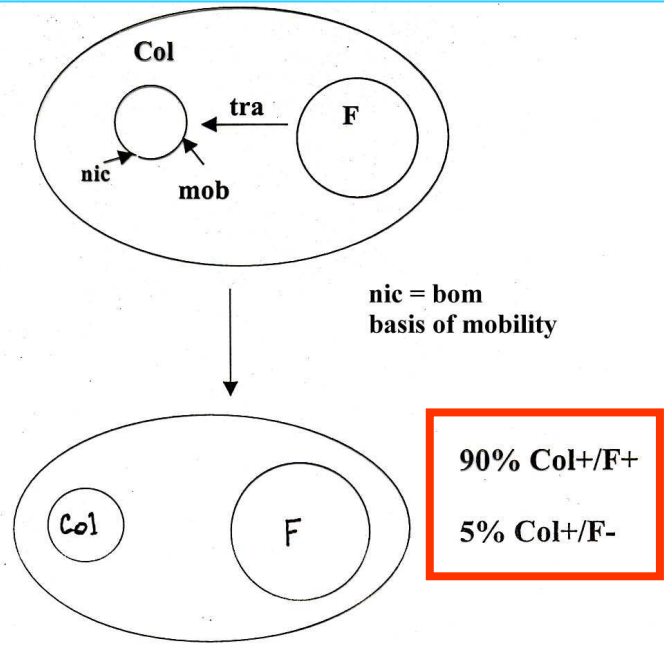 Col
tra
F
nic
mob
nic = bom
basis of mobility
90% Col+/F+
Col
F
5% Col+/F-